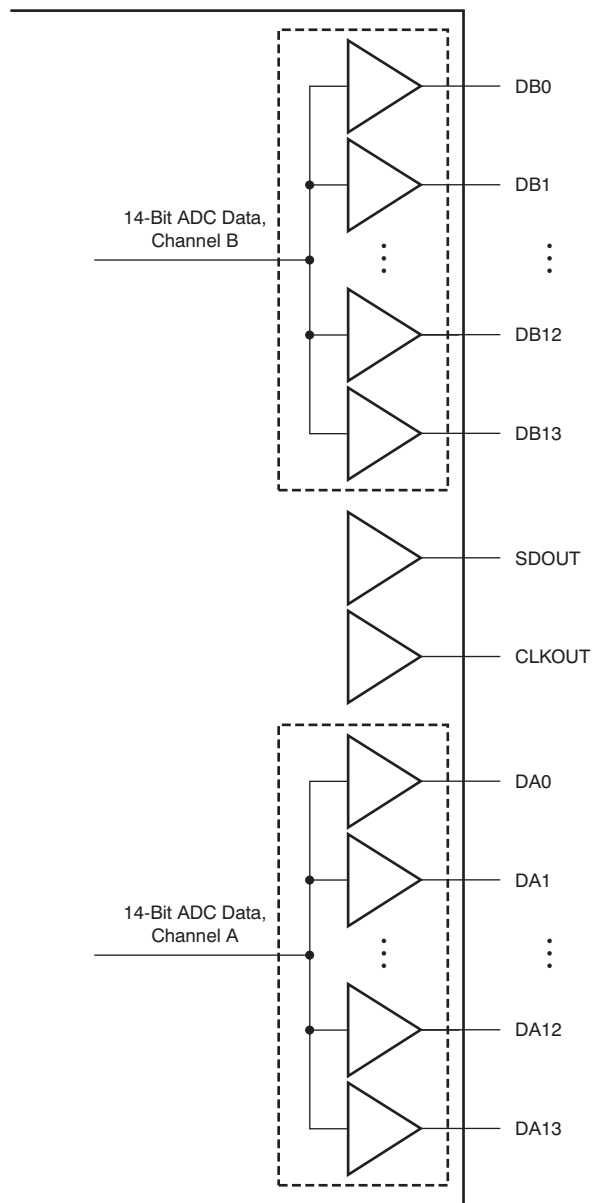 DB0
DB1
14-Bit ADC Data,
Channel B
DB12
DB13
SDOUT
CLKOUT
DA0
DA1
14-Bit ADC Data,
Channel A
DA12
DA13